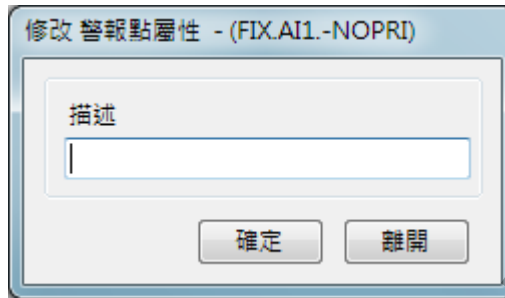 修改 警報點屬性 - (FIX.AI1.-NOPRI)
描述
確定
離開